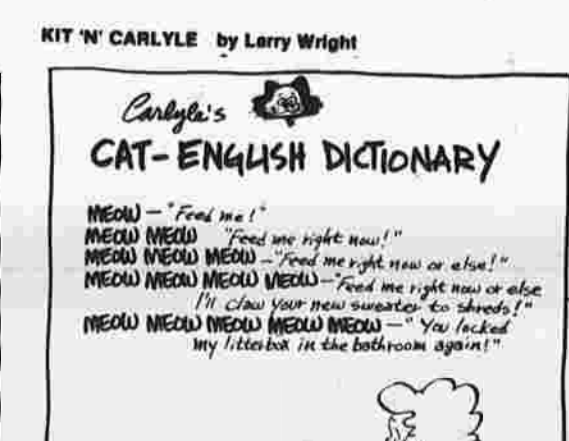 KIT 'N' CARLYLE by Larry Wright
Carlyle's
CAT-ENGLISH DICTIONARY
MEOW — "Feed me!"
MEOW MEOW "Feed me right now!"
MEOW MEOW MEOW — "Feed me right now or else!"
MEOW MEOW MEOW MEOW — "Feed me right now or else
I'll claw your new sweater to shreds!"
MEOW MEOW MEOW MEOW MEOW — "You locked
my litterbox in the bathroom again!"